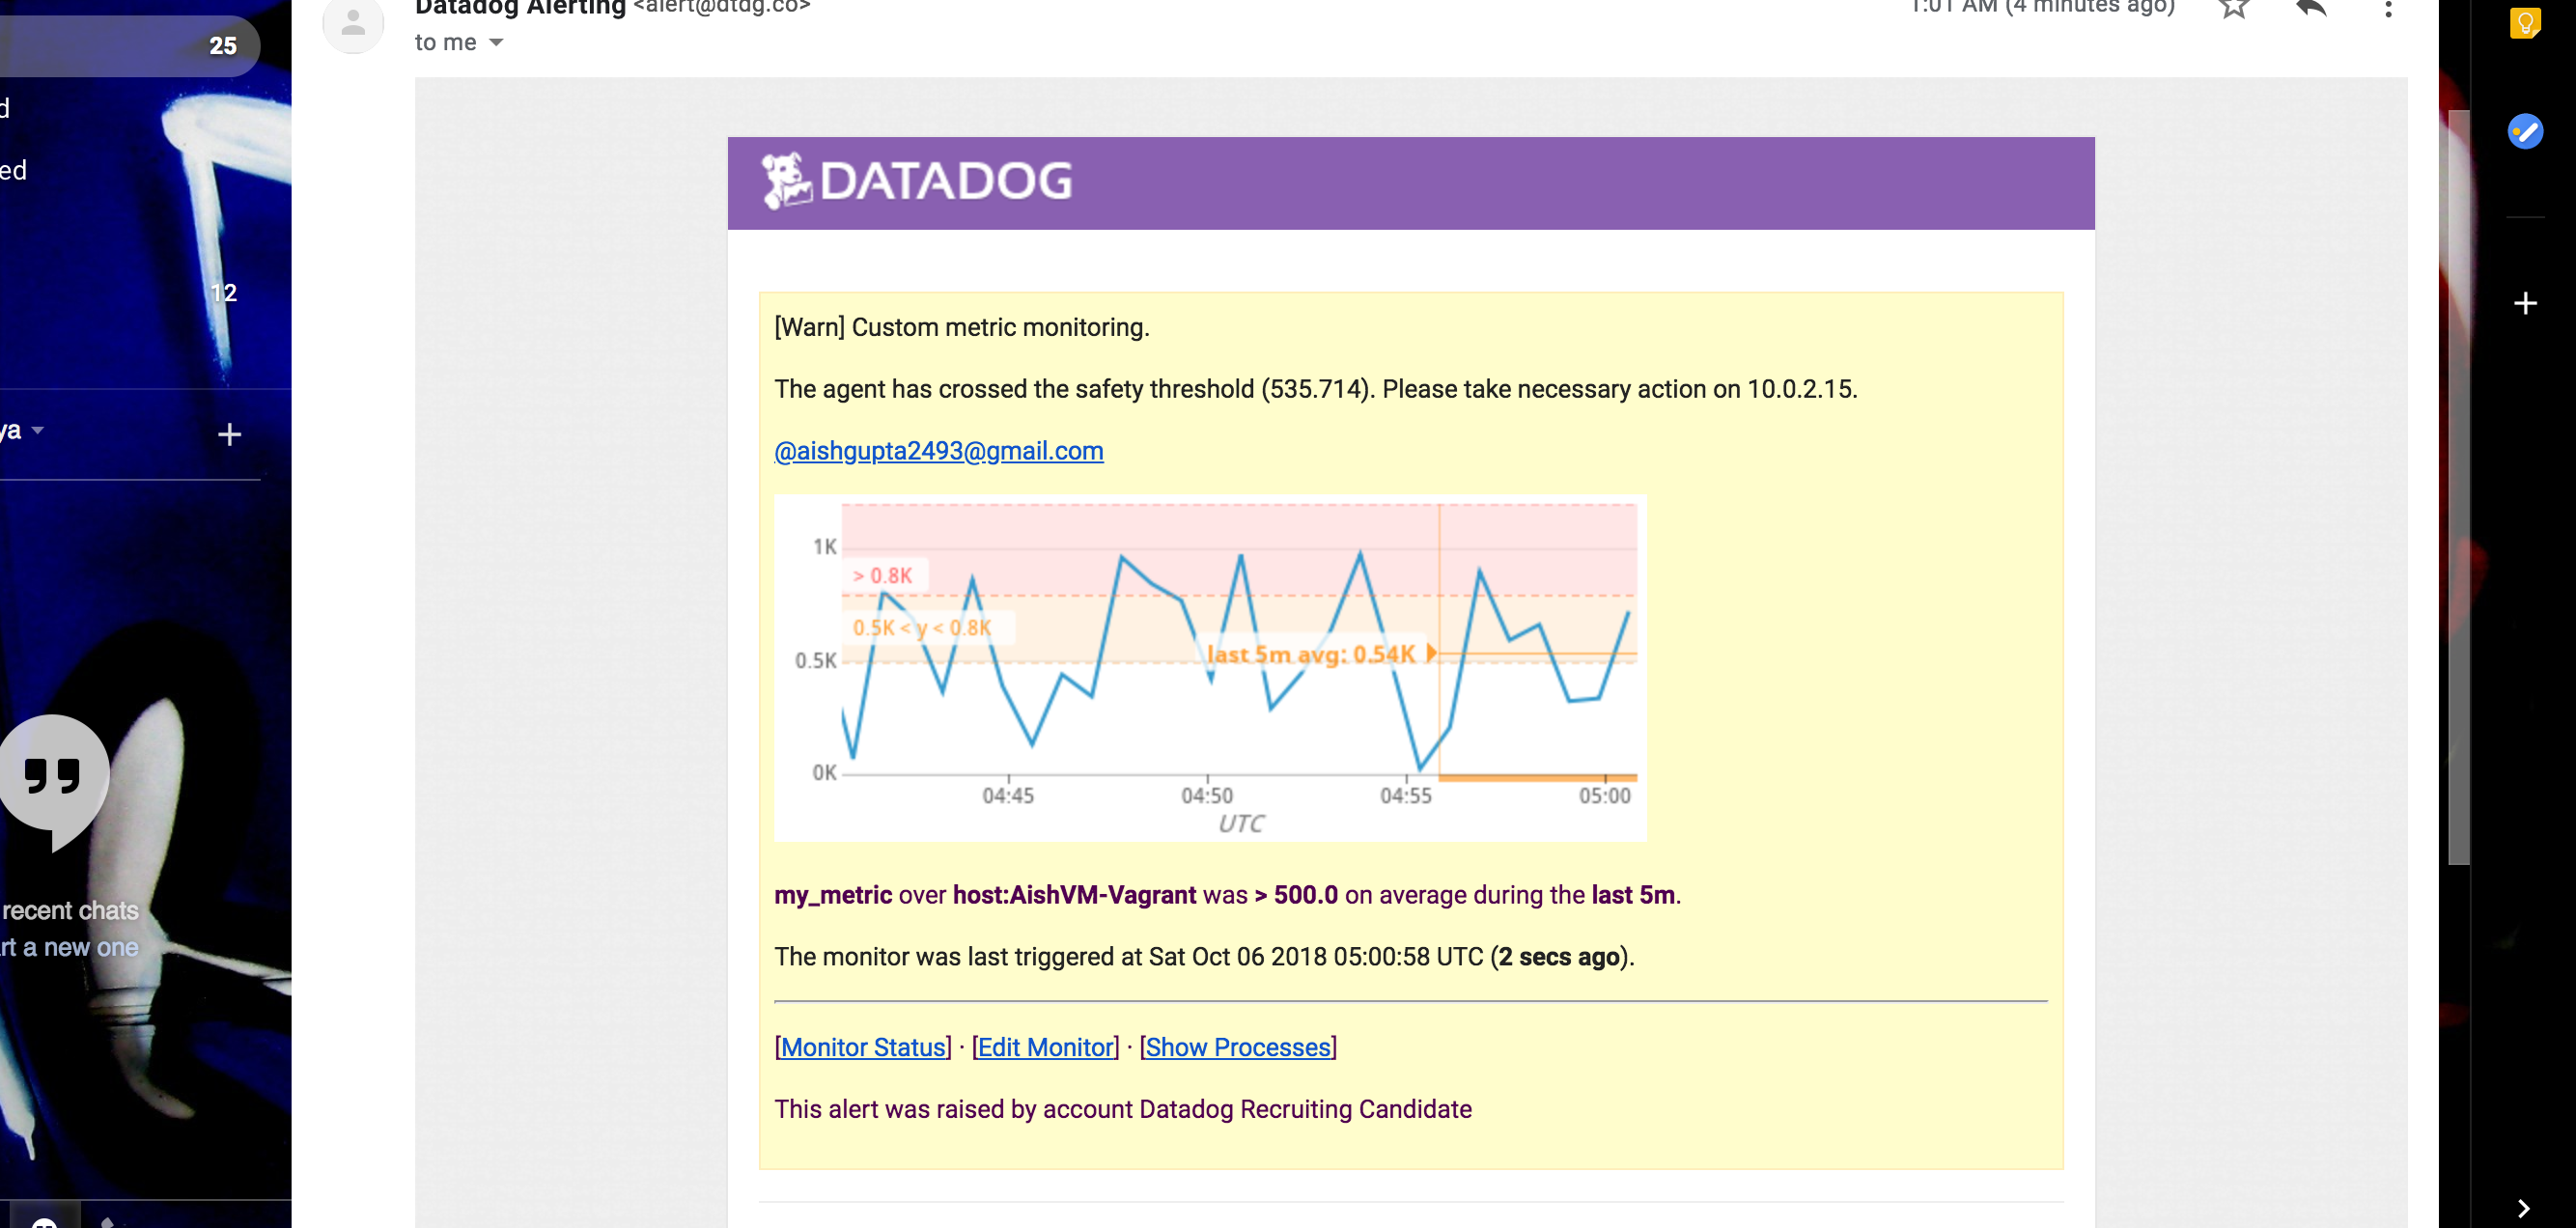 Datadog Alerting <alert@dtdg.co>
1:01 AM (4 minutes ago)
to me
25
ed
12
ya
recent chats
rt a new one
DATADOG
[Warn] Custom metric monitoring.
The agent has crossed the safety threshold (535.714). Please take necessary action on 10.0.2.15.
@aishgupta2493@gmail.com
1K
> 0.8K
0.5K < y < 0.8K
0.5K
last 5m avg: 0.54K
0K
04:45 04:50 04:55 05:00
UTC
my_metric over host:AishVM-Vagrant was > 500.0 on average during the last 5m.
The monitor was last triggered at Sat Oct 06 2018 05:00:58 UTC (2 secs ago).
[Monitor Status] · [Edit Monitor] · [Show Processes]
This alert was raised by account Datadog Recruiting Candidate